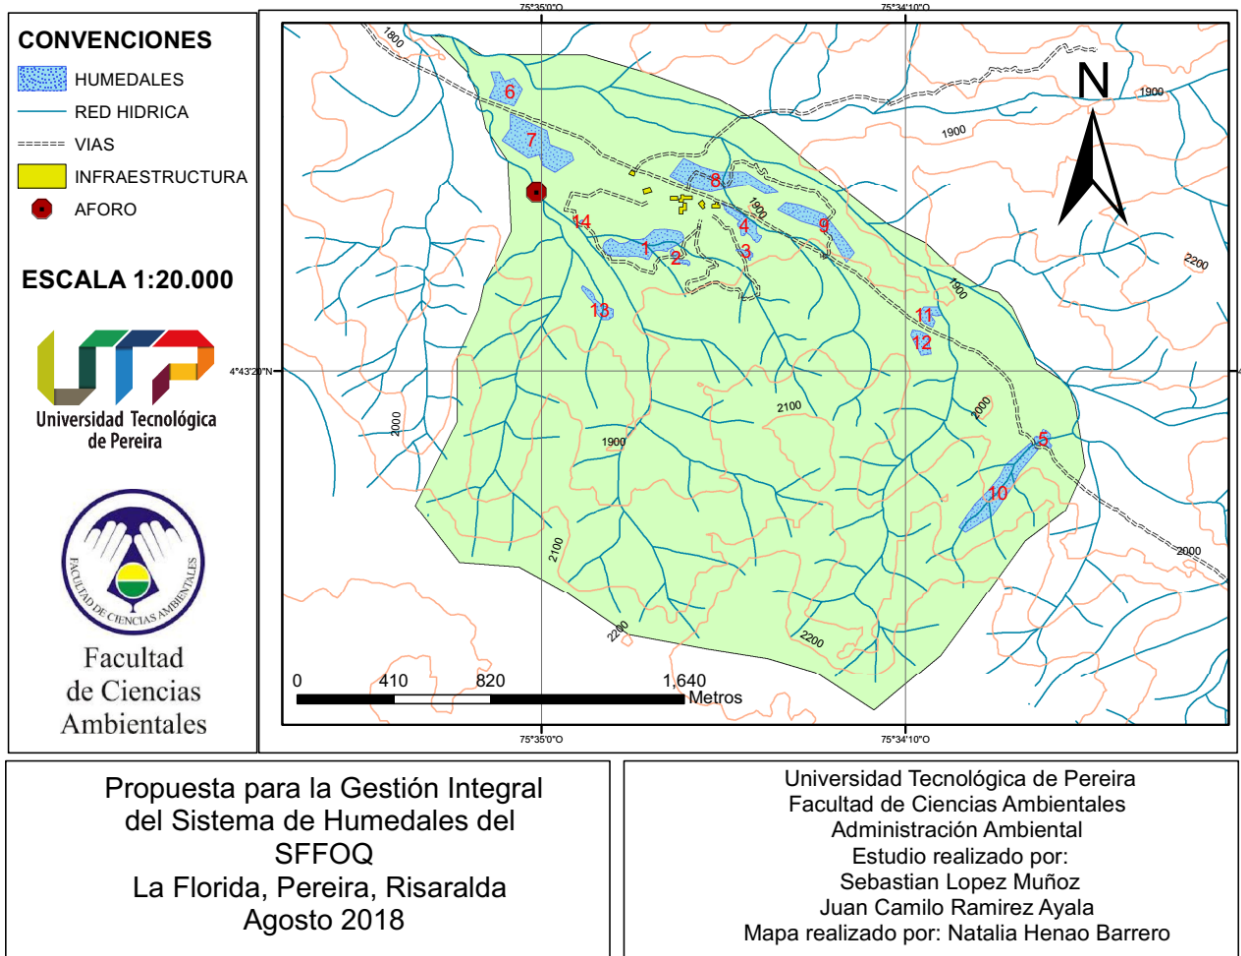 CONVENCIONES
HUMEDALES
RED HIDRICA
VIAS
INFRAESTRUCTURA
AFORO
ESCALA 1:20.000
UTP
Universidad Tecnológica
de Pereira
FACULTAD DE CIENCIAS AMBIENTALES
Facultad
de Ciencias
Ambientales
75°35'0"O
75°34'10"O
1800
N
1900
1900
6
7
8
1900
14
4
9
1
2
3
2200
1900
13
11
12
4°43'20"N
4
2000
2100
2000
1900
5
10
2100
2000
2200
2200
0
410
820
1,640
Metros
75°35'0"O
75°34'10"O
Propuesta para la Gestión Integral
del Sistema de Humedales del
SFFOQ
La Florida, Pereira, Risaralda
Agosto 2018
Universidad Tecnológica de Pereira
Facultad de Ciencias Ambientales
Administración Ambiental
Estudio realizado por:
Sebastian Lopez Muñoz
Juan Camilo Ramirez Ayala
Mapa realizado por: Natalia Henao Barrero